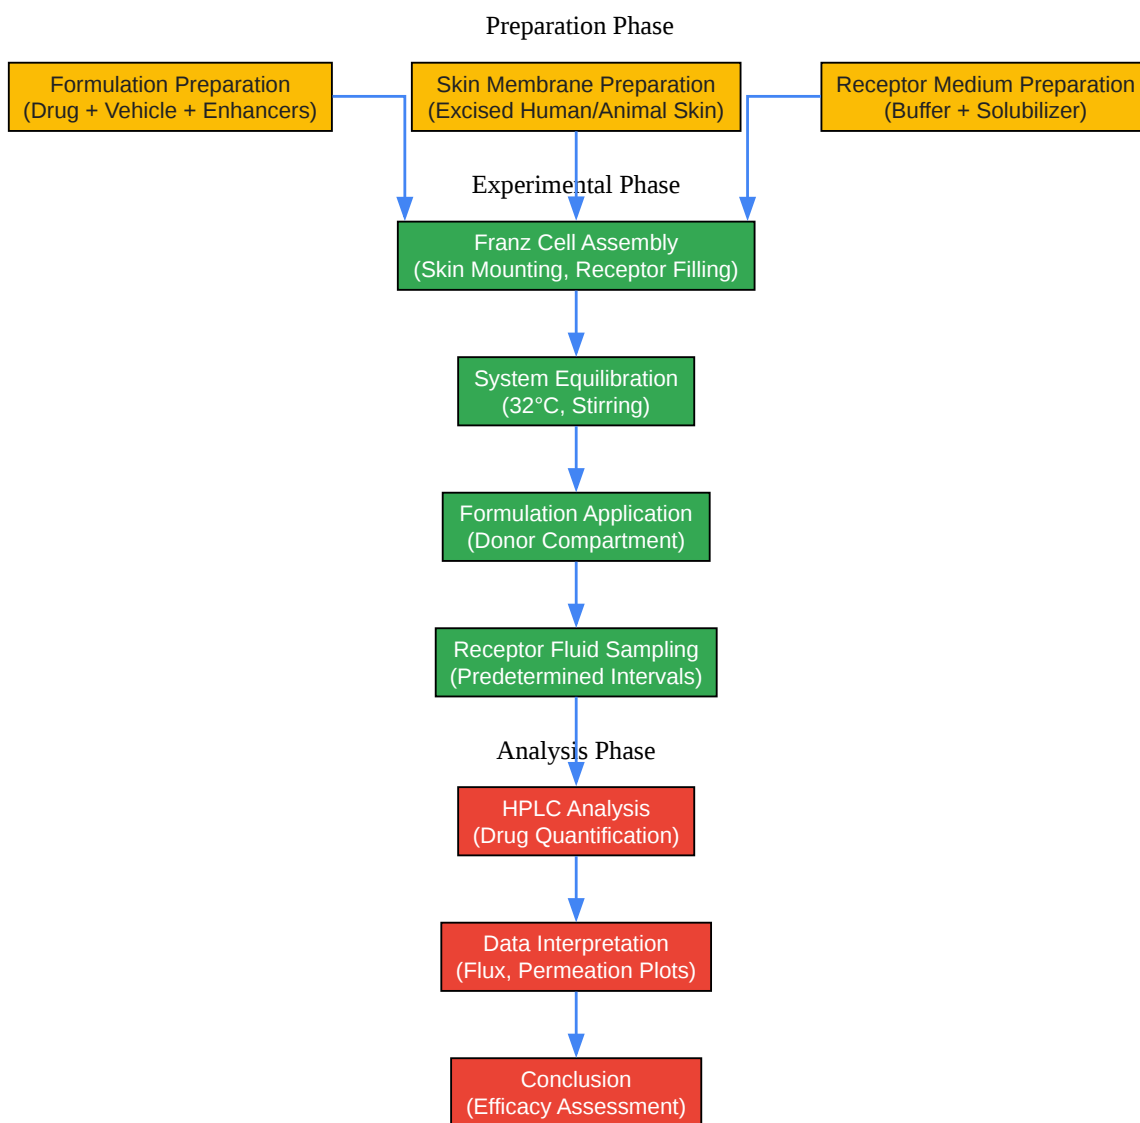 Preparation Phase
Formulation Preparation
(Drug + Vehicle + Enhancers)
Skin Membrane Preparation
(Excised Human/Animal Skin)
Receptor Medium Preparation
(Buffer + Solubilizer)
Experimental Phase
Franz Cell Assembly
(Skin Mounting, Receptor Filling)
System Equilibration
(32°C, Stirring)
Formulation Application
(Donor Compartment)
Receptor Fluid Sampling
(Predetermined Intervals)
Analysis Phase
HPLC Analysis
(Drug Quantification)
Data Interpretation
(Flux, Permeation Plots)
Conclusion
(Efficacy Assessment)